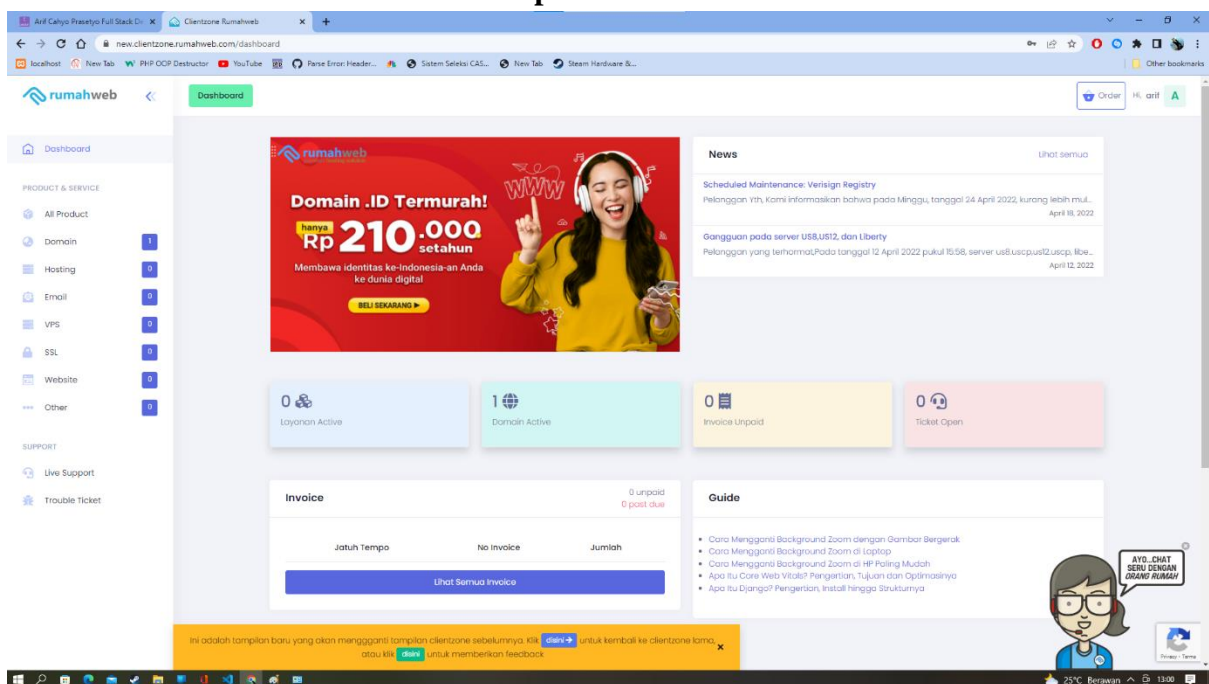 Arif Cahyo Prasetyo Full Stack De
Clientzone Rumahweb
new.clientzone.rumahweb.com/dashboard
localhost
New Tab
PHP OOP Destructor
YouTube
Parse Error: Header...
Sistem Seleksi CAS...
New Tab
Steam Hardware &...
Other bookmarks
rumahweb
Dashboard
Order
Hi, arif
A
Dashboard
PRODUCT & SERVICE
All Product
Domain 1
Hosting 0
Email 0
VPS 0
SSL 0
Website 0
Other 0
SUPPORT
Live Support
Trouble Ticket
rumahweb
WWW
Domain .ID Termurah!
hanya
Rp 210.000
setahun
Membawa identitas ke-Indonesia-an Anda
ke dunia digital
BELI SEKARANG
News
Lihat semua
Scheduled Maintenance: Verisign Registry
Pelanggan Yth, Kami informasikan bahwa pada Minggu, tanggal 24 April 2022, kurang lebih mul...
April 18, 2022
Gangguan pada server US8,US12, dan Liberty
Pelanggan yang terhormat,Pada tanggal 12 April 2022 pukul 15:58, server us8.uscp,us12.uscp, libe...
April 12, 2022
0
Layanan Active
1
Domain Active
0
Invoice Unpaid
0
Ticket Open
Invoice
0 unpaid
0 past due
Jatuh Tempo No Invoice Jumlah
Lihat Semua Invoice
Guide
Cara Mengganti Background Zoom dengan Gambar Bergerak
Cara Mengganti Background Zoom di Laptop
Cara Mengganti Background Zoom di HP Paling Mudah
Apa Itu Core Web Vitals? Pengertian, Tujuan dan Optimasinya
Apa Itu Django? Pengertian, Install hingga Strukturnya
AYO...CHAT
SERU DENGAN
ORANG RUMAH
Ini adalah tampilan baru yang akan mengganti tampilan clientzone sebelumnya. Klik disini → untuk kembali ke clientzone lama,
atau klik disini untuk memberikan feedback
Privacy - Terms
25°C Berawan
13:00